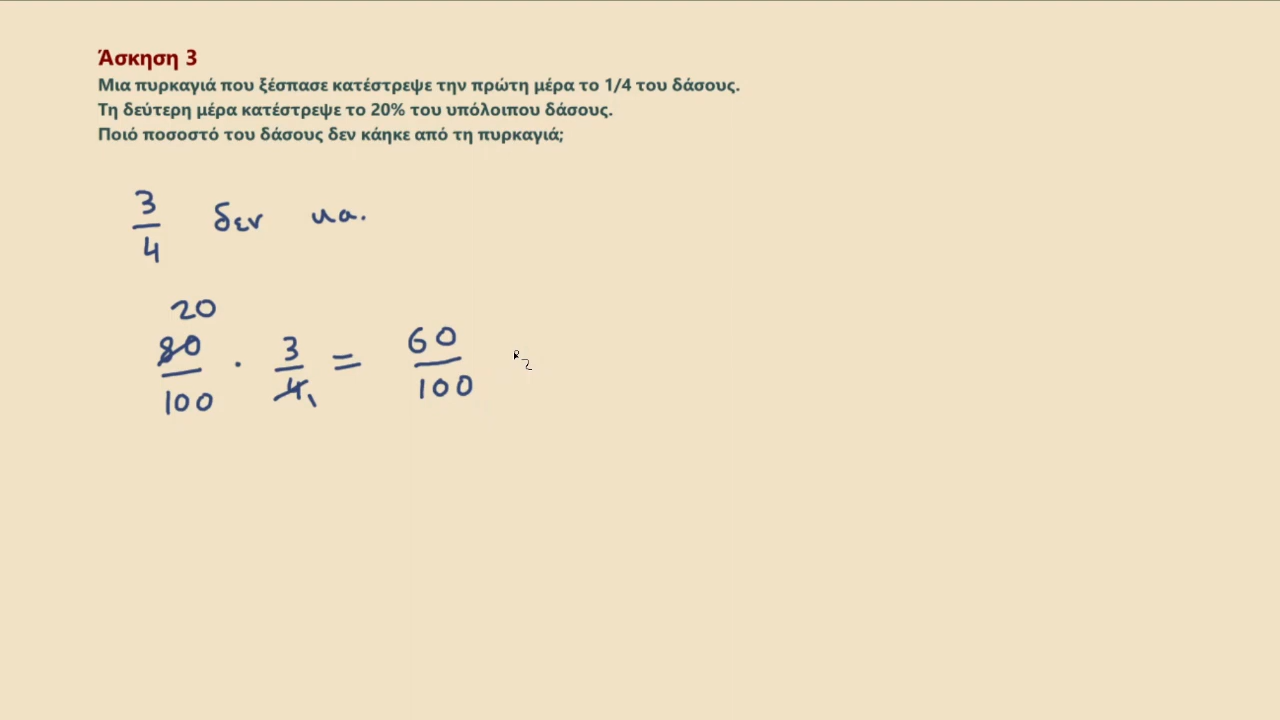 Άσκηση 3
Μια πυρκαγιά που ξέσπασε κατέστρεψε την πρώτη μέρα το 1/4 του δάσους.
Τη δεύτερη μέρα κατέστρεψε το 20% του υπόλοιπου δάσους.
Ποιό ποσοστό του δάσους δεν κάηκε από τη πυρκαγιά;
3/4 δεν κα.
20
80/100 · 3/4 1 = 60/100